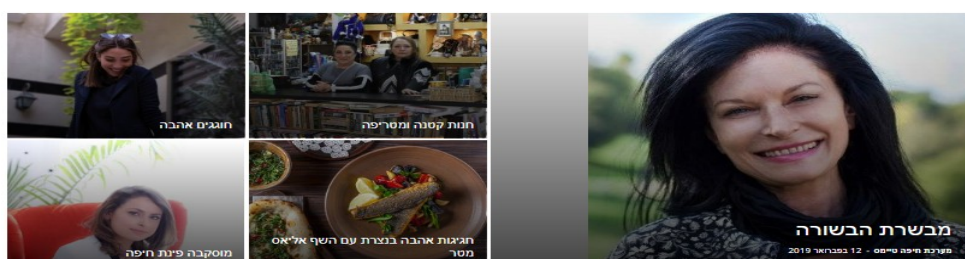 מבשרת הבשורה
מערכת חיפה טיימס - 12 בפברואר 2019
חנות קטנה ומטריפה
חוגגים אהבה
חגיגות אהבה בנצרת עם השף אליאס
מטר
מוסקבה פינת חיפה